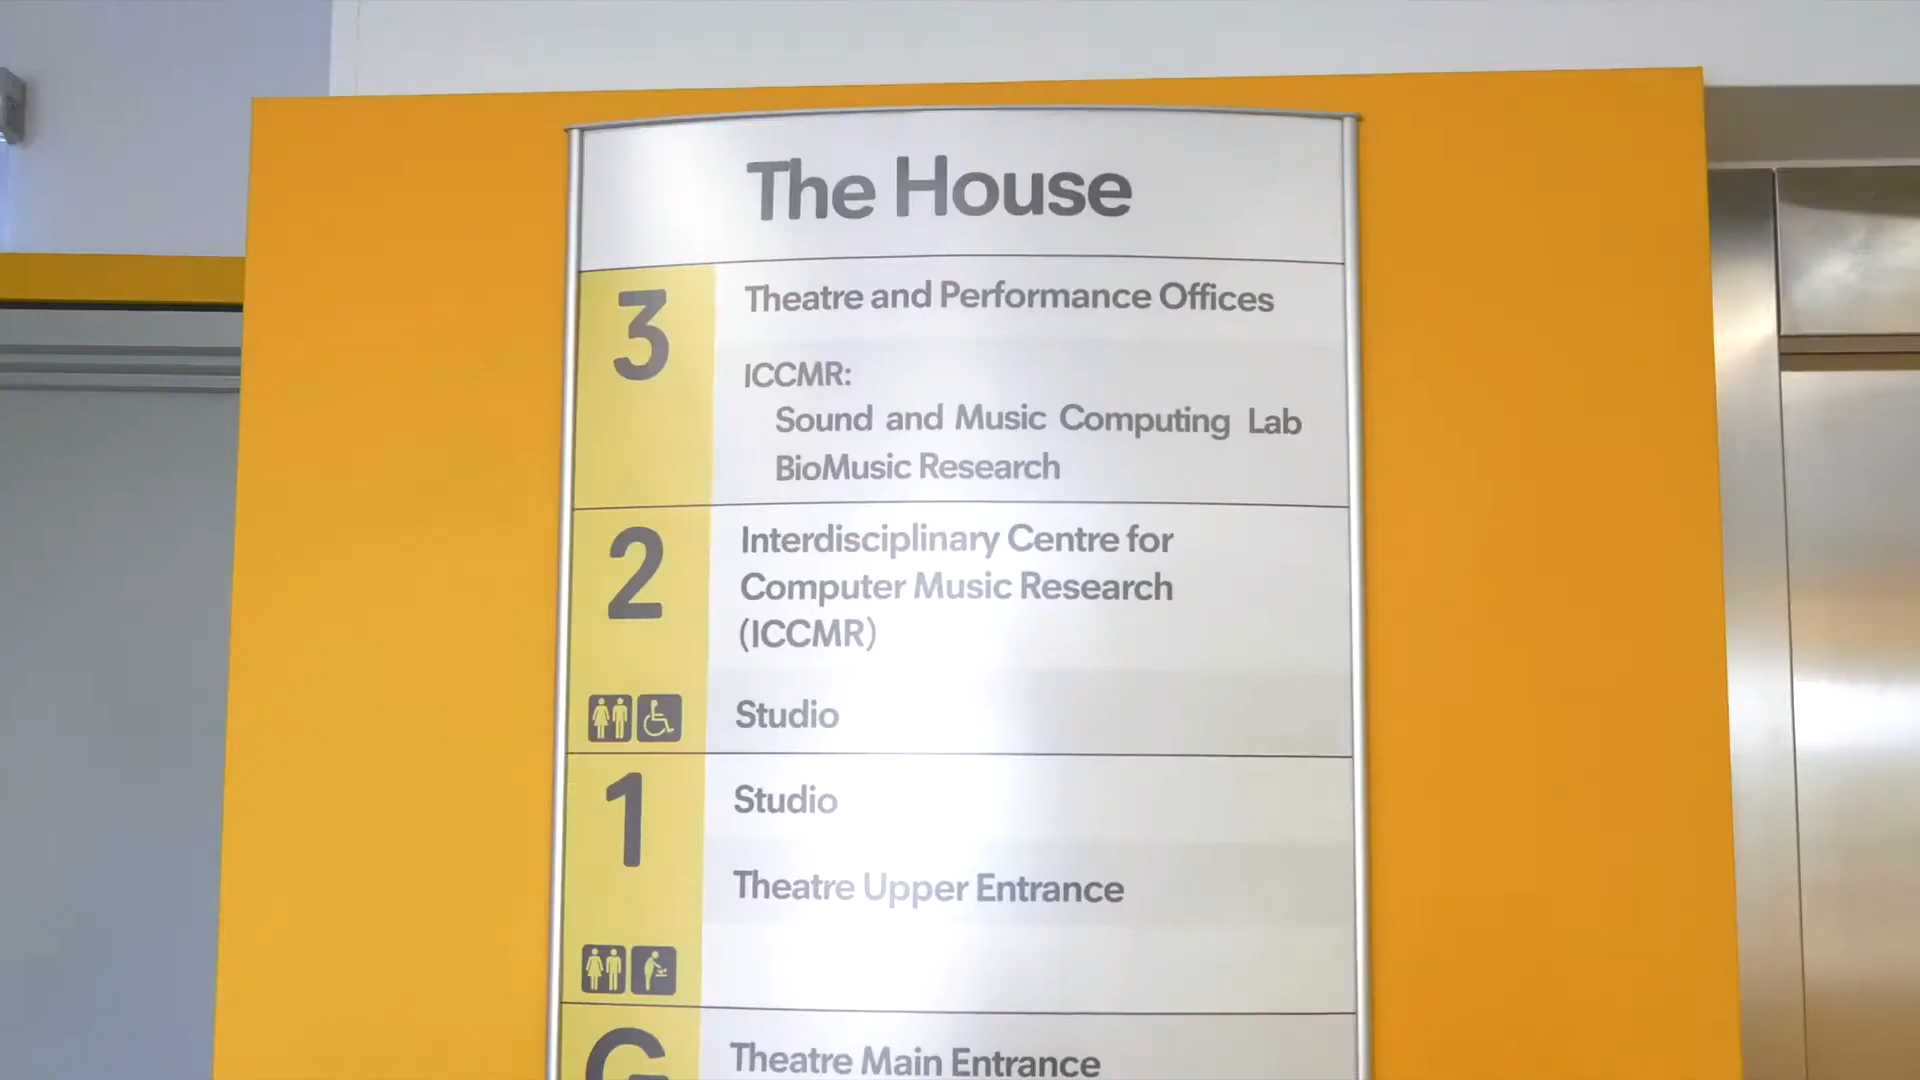 The House
3
Theatre and Performance Offices
ICCMR:
Sound and Music Computing Lab
BioMusic Research
2
Interdisciplinary Centre for
Computer Music Research
(ICCMR)
Studio
1
Studio
Theatre Upper Entrance
G
Theatre Main Entrance